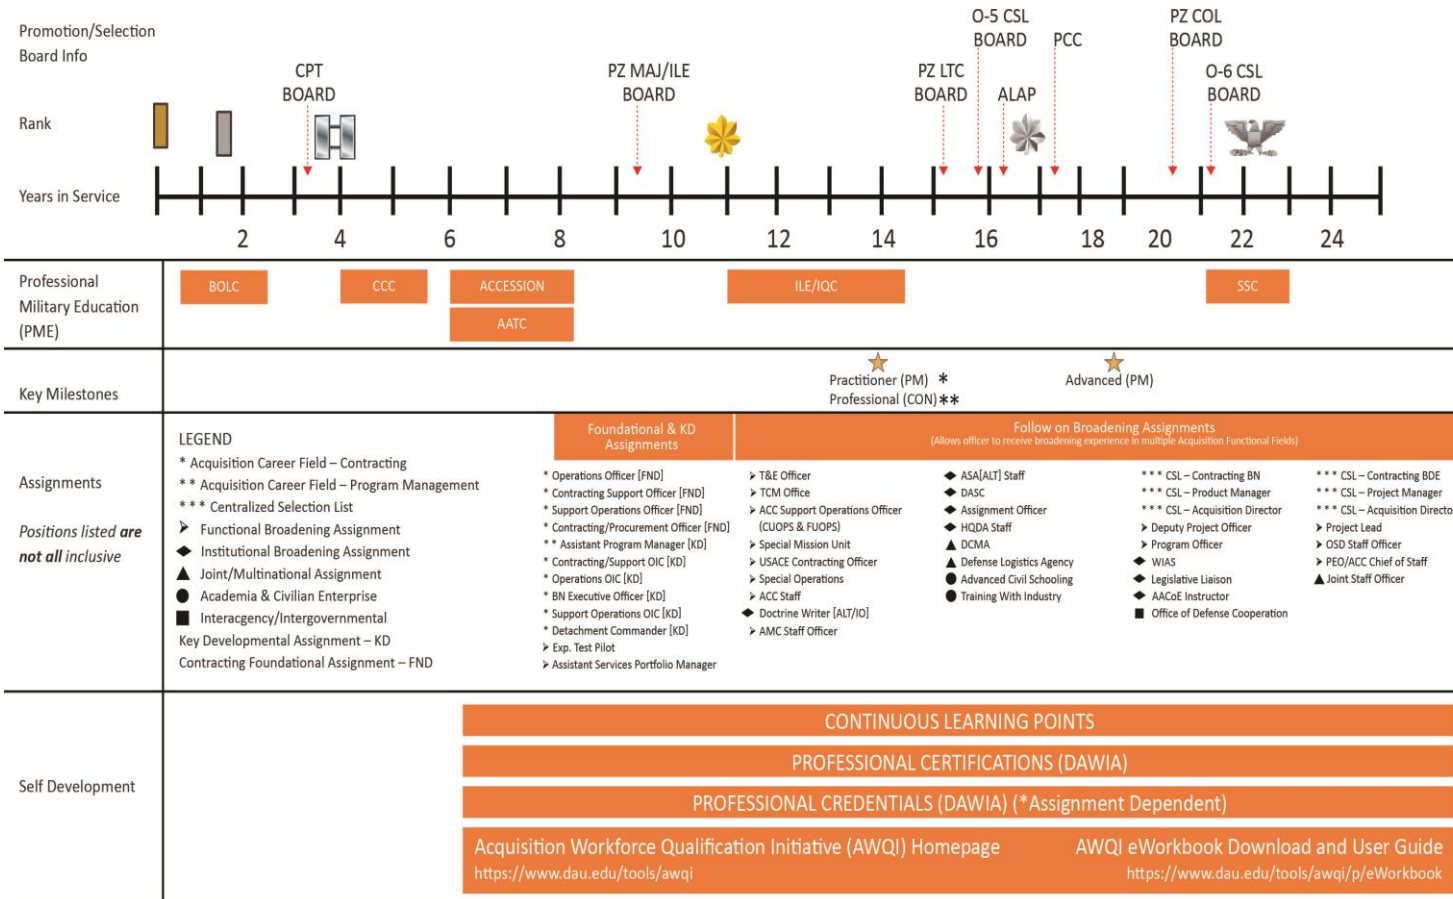 Promotion/Selection
Board Info
CPT
BOARD
PZ MAJ/ILE
BOARD
PZ LTC
BOARD
O-5 CSL
BOARD
ALAP
PCC
PZ COL
BOARD
O-6 CSL
BOARD
Rank
Years in Service
2 4 6 8 10 12 14 16 18 20 22 24
Professional
Military Education
(PME)
BOLC
CCC
ACCESSION
AATC
ILE/IQC
SSC
Key Milestones
Practitioner (PM) *
Professional (CON)**
Advanced (PM)
Assignments
Positions listed are
not all inclusive
LEGEND
* Acquisition Career Field – Contracting
* * Acquisition Career Field – Program Management
* * * Centralized Selection List
Functional Broadening Assignment
Institutional Broadening Assignment
Joint/Multinational Assignment
Academia & Civilian Enterprise
Interacgency/Intergovernmental
Key Developmental Assignment – KD
Contracting Foundational Assignment – FND
Foundational & KD
Assignments
* Operations Officer [FND]
* Contracting Support Officer [FND]
* Support Operations Officer [FND]
* Contracting/Procurement Officer [FND]
* * Assistant Program Manager [KD]
* Contracting/Support OIC [KD]
* Operations OIC [KD]
* BN Executive Officer [KD]
* Support Operations OIC [KD]
* Detachment Commander [KD]
Exp. Test Pilot
Assistant Services Portfolio Manager
Follow on Broadening Assignments
(Allows officer to receive broadening experience in multiple Acquisition Functional Fields)
T&E Officer
TCM Office
ACC Support Operations Officer
(CUOPS & FUOPS)
Special Mission Unit
USACE Contracting Officer
Special Operations
ACC Staff
Doctrine Writer [ALT/IO]
AMC Staff Officer
ASA[ALT] Staff
DASC
Assignment Officer
HQDA Staff
DCMA
Defense Logistics Agency
Advanced Civil Schooling
Training With Industry
* * * CSL – Contracting BN
* * * CSL – Product Manager
* * * CSL – Acquisition Director
Deputy Project Officer
Program Officer
WIAS
Legislative Liaison
AACoE Instructor
Office of Defense Cooperation
* * * CSL – Contracting BDE
* * * CSL – Project Manager
* * * CSL – Acquisition Directo
Project Lead
OSD Staff Officer
PEO/ACC Chief of Staff
Joint Staff Officer
Self Development
CONTINUOUS LEARNING POINTS
PROFESSIONAL CERTIFICATIONS (DAWIA)
PROFESSIONAL CREDENTIALS (DAWIA) (*Assignment Dependent)
Acquisition Workforce Qualification Initiative (AWQI) Homepage
https://www.dau.edu/tools/awqi
AWQI eWorkbook Download and User Guide
https://www.dau.edu/tools/awqi/p/eWorkbook